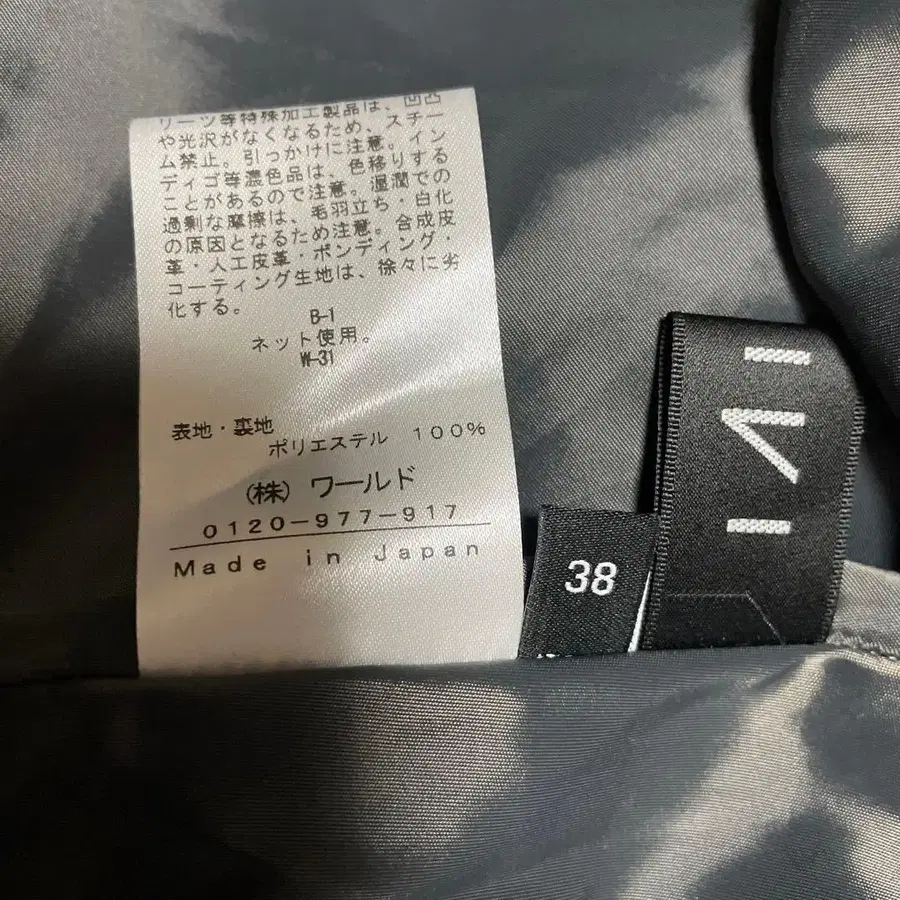 リーツ等特殊加工製品は、凹凸
や光沢がなくなるため、スチー
ム禁止。引っかけに注意。イン
ディゴ等濃色品は、色移りする
ことがあるので注意。湿潤での
過剰な摩擦は、毛羽立ち・白化
の原因となるため注意。合成皮
革・人工皮革・ボンディング・
コーティング生地は、徐々に劣
化する。
B-1
ネット使用。
W-31
表地・裏地
ポリエステル 100%
(株) ワールド
0120-977-917
Made in Japan
38